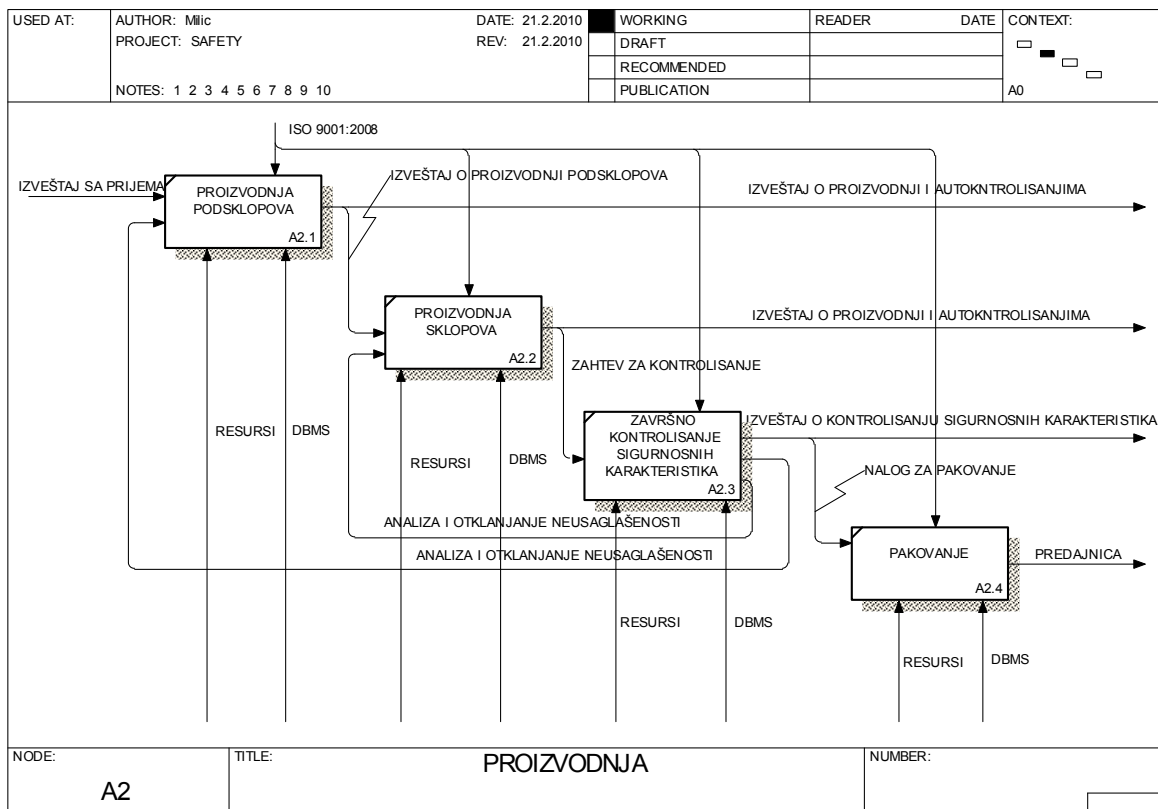 USED AT:
AUTHOR: Milic
DATE: 21.2.2010
WORKING
READER
DATE
CONTEXT:
PROJECT: SAFETY
REV: 21.2.2010
DRAFT
RECOMMENDED
NOTES: 1 2 3 4 5 6 7 8 9 10
PUBLICATION
A0
ISO 9001:2008
IZVEŠTAJ SA PRIJEMA
PROIZVODNJA
PODSKLOPOVA
A2.1
IZVEŠTAJ O PROIZVODNJI PODSKLOPOVA
IZVEŠTAJ O PROIZVODNJI I AUTOKNTROLISANJIMA
PROIZVODNJA
SKLOPOVA
A2.2
IZVEŠTAJ O PROIZVODNJI I AUTOKNTROLISANJIMA
ZAHTEV ZA KONTROLISANJE
ZAVRŠNO
KONTROLISANJE
SIGURNOSNIH
KARAKTERISTIKA
A2.3
IZVEŠTAJ O KONTROLISANJU SIGURNOSNIH KARAKTERISTIKA
RESURSI
DBMS
RESURSI
DBMS
NALOG ZA PAKOVANJE
ANALIZA I OTKLANJANJE NEUSAGLAŠENOSTI
ANALIZA I OTKLANJANJE NEUSAGLAŠENOSTI
PAKOVANJE
A2.4
PREDAJNICA
RESURSI
DBMS
RESURSI
DBMS
NODE:
A2
TITLE:
PROIZVODNJA
NUMBER: